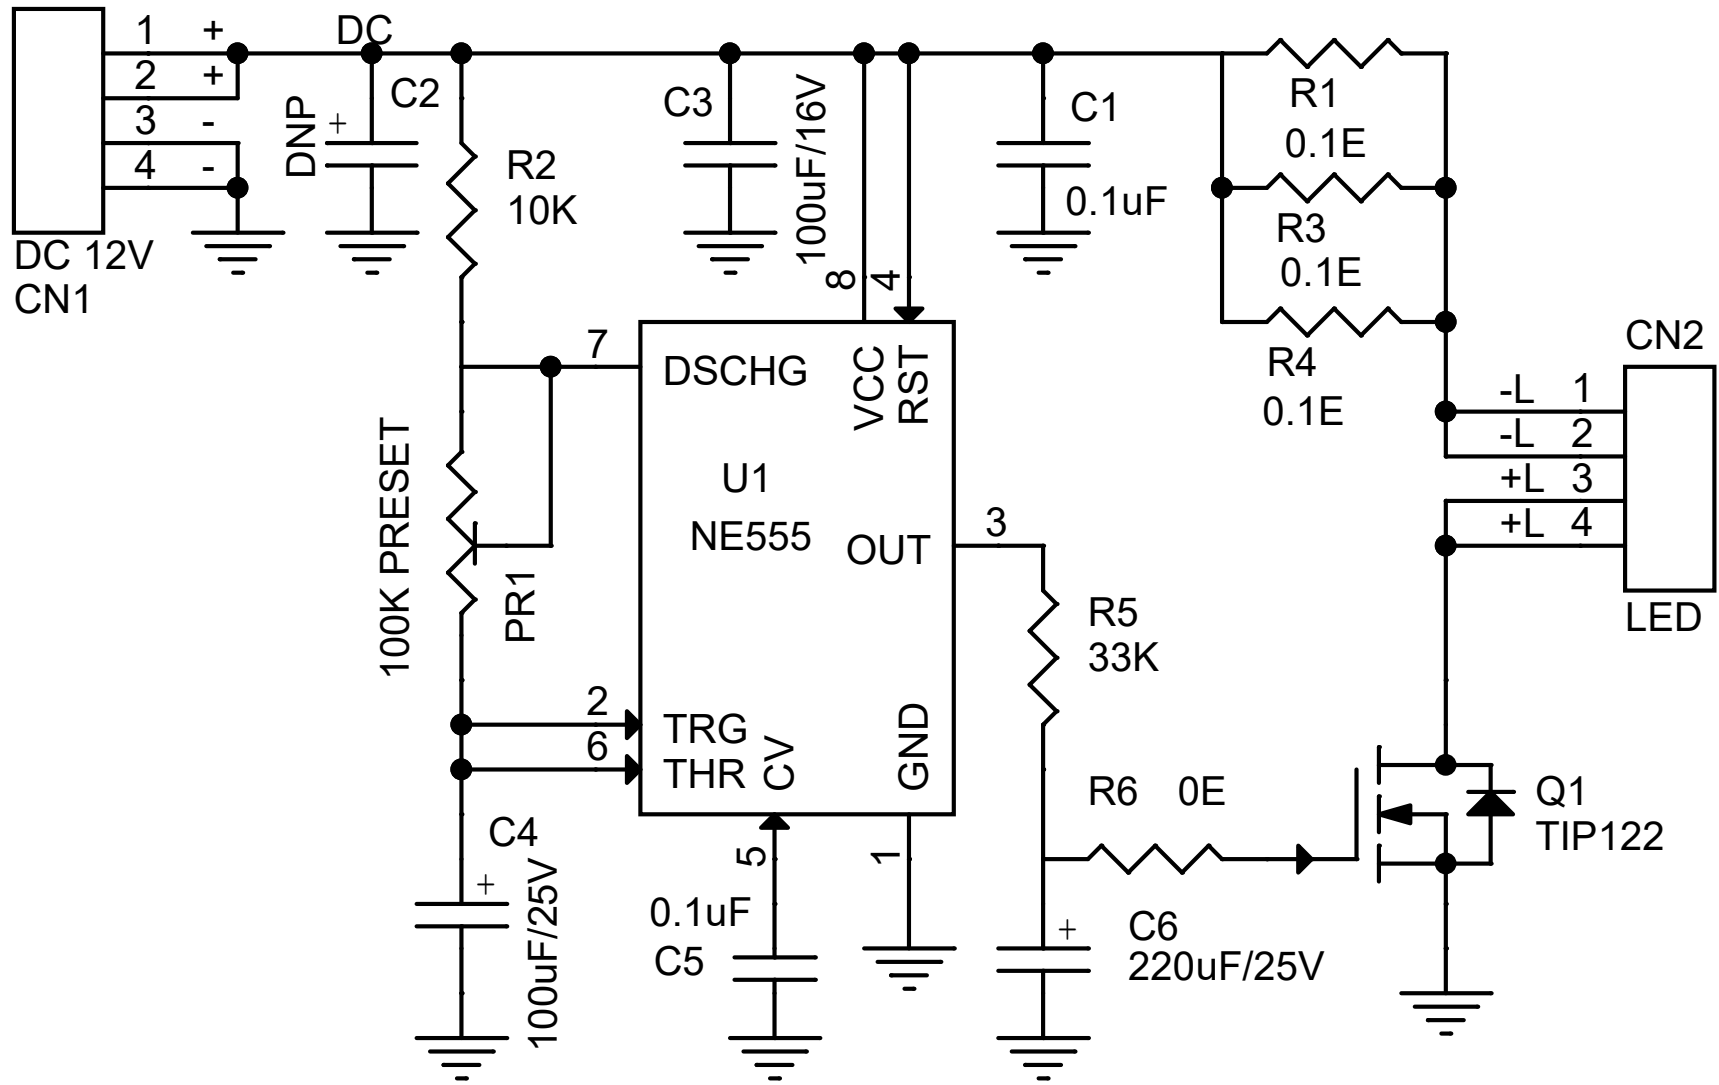 1 +
2 +
3 -
4 -
DC 12V
CN1
DC
C2
DNP
+
R2
10K
C3
100uF/16V
C1
0.1uF
R1
0.1E
R3
0.1E
R4
0.1E
CN2
-L 1
-L 2
+L 3
+L 4
LED
8
4
7
DSCHG
VCC
RST
U1
NE555
OUT
3
100K PRESET
PR1
2
TRG
6
THR
CV
GND
5
1
R5
33K
R6 0E
Q1
TIP122
C4
+
100uF/25V
0.1uF
C5
+
C6
220uF/25V